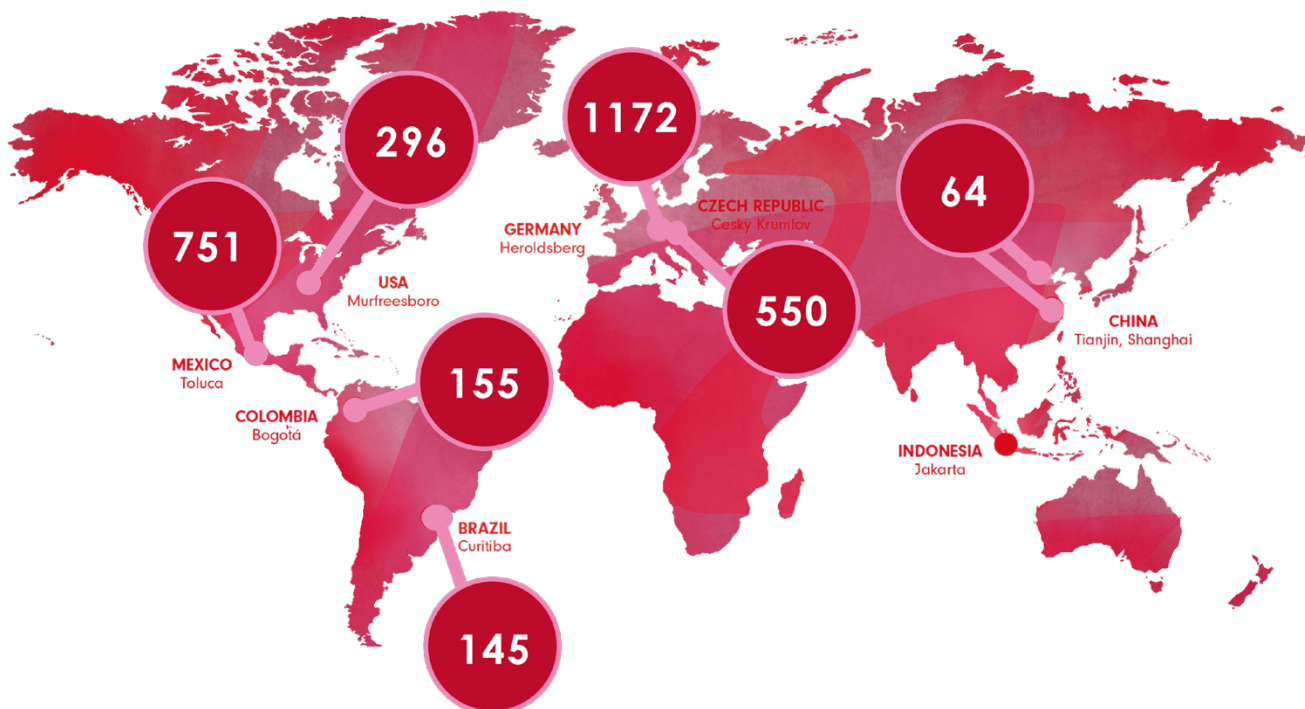 1172
296
64
751
CZECH REPUBLIC
Cesky Krumlov
GERMANY
Heroldsberg
USA
Murfreesboro
550
CHINA
Tianjin, Shanghai
MEXICO
Toluca
155
COLOMBIA
Bogotá
INDONESIA
Jakarta
BRAZIL
Curitiba
145